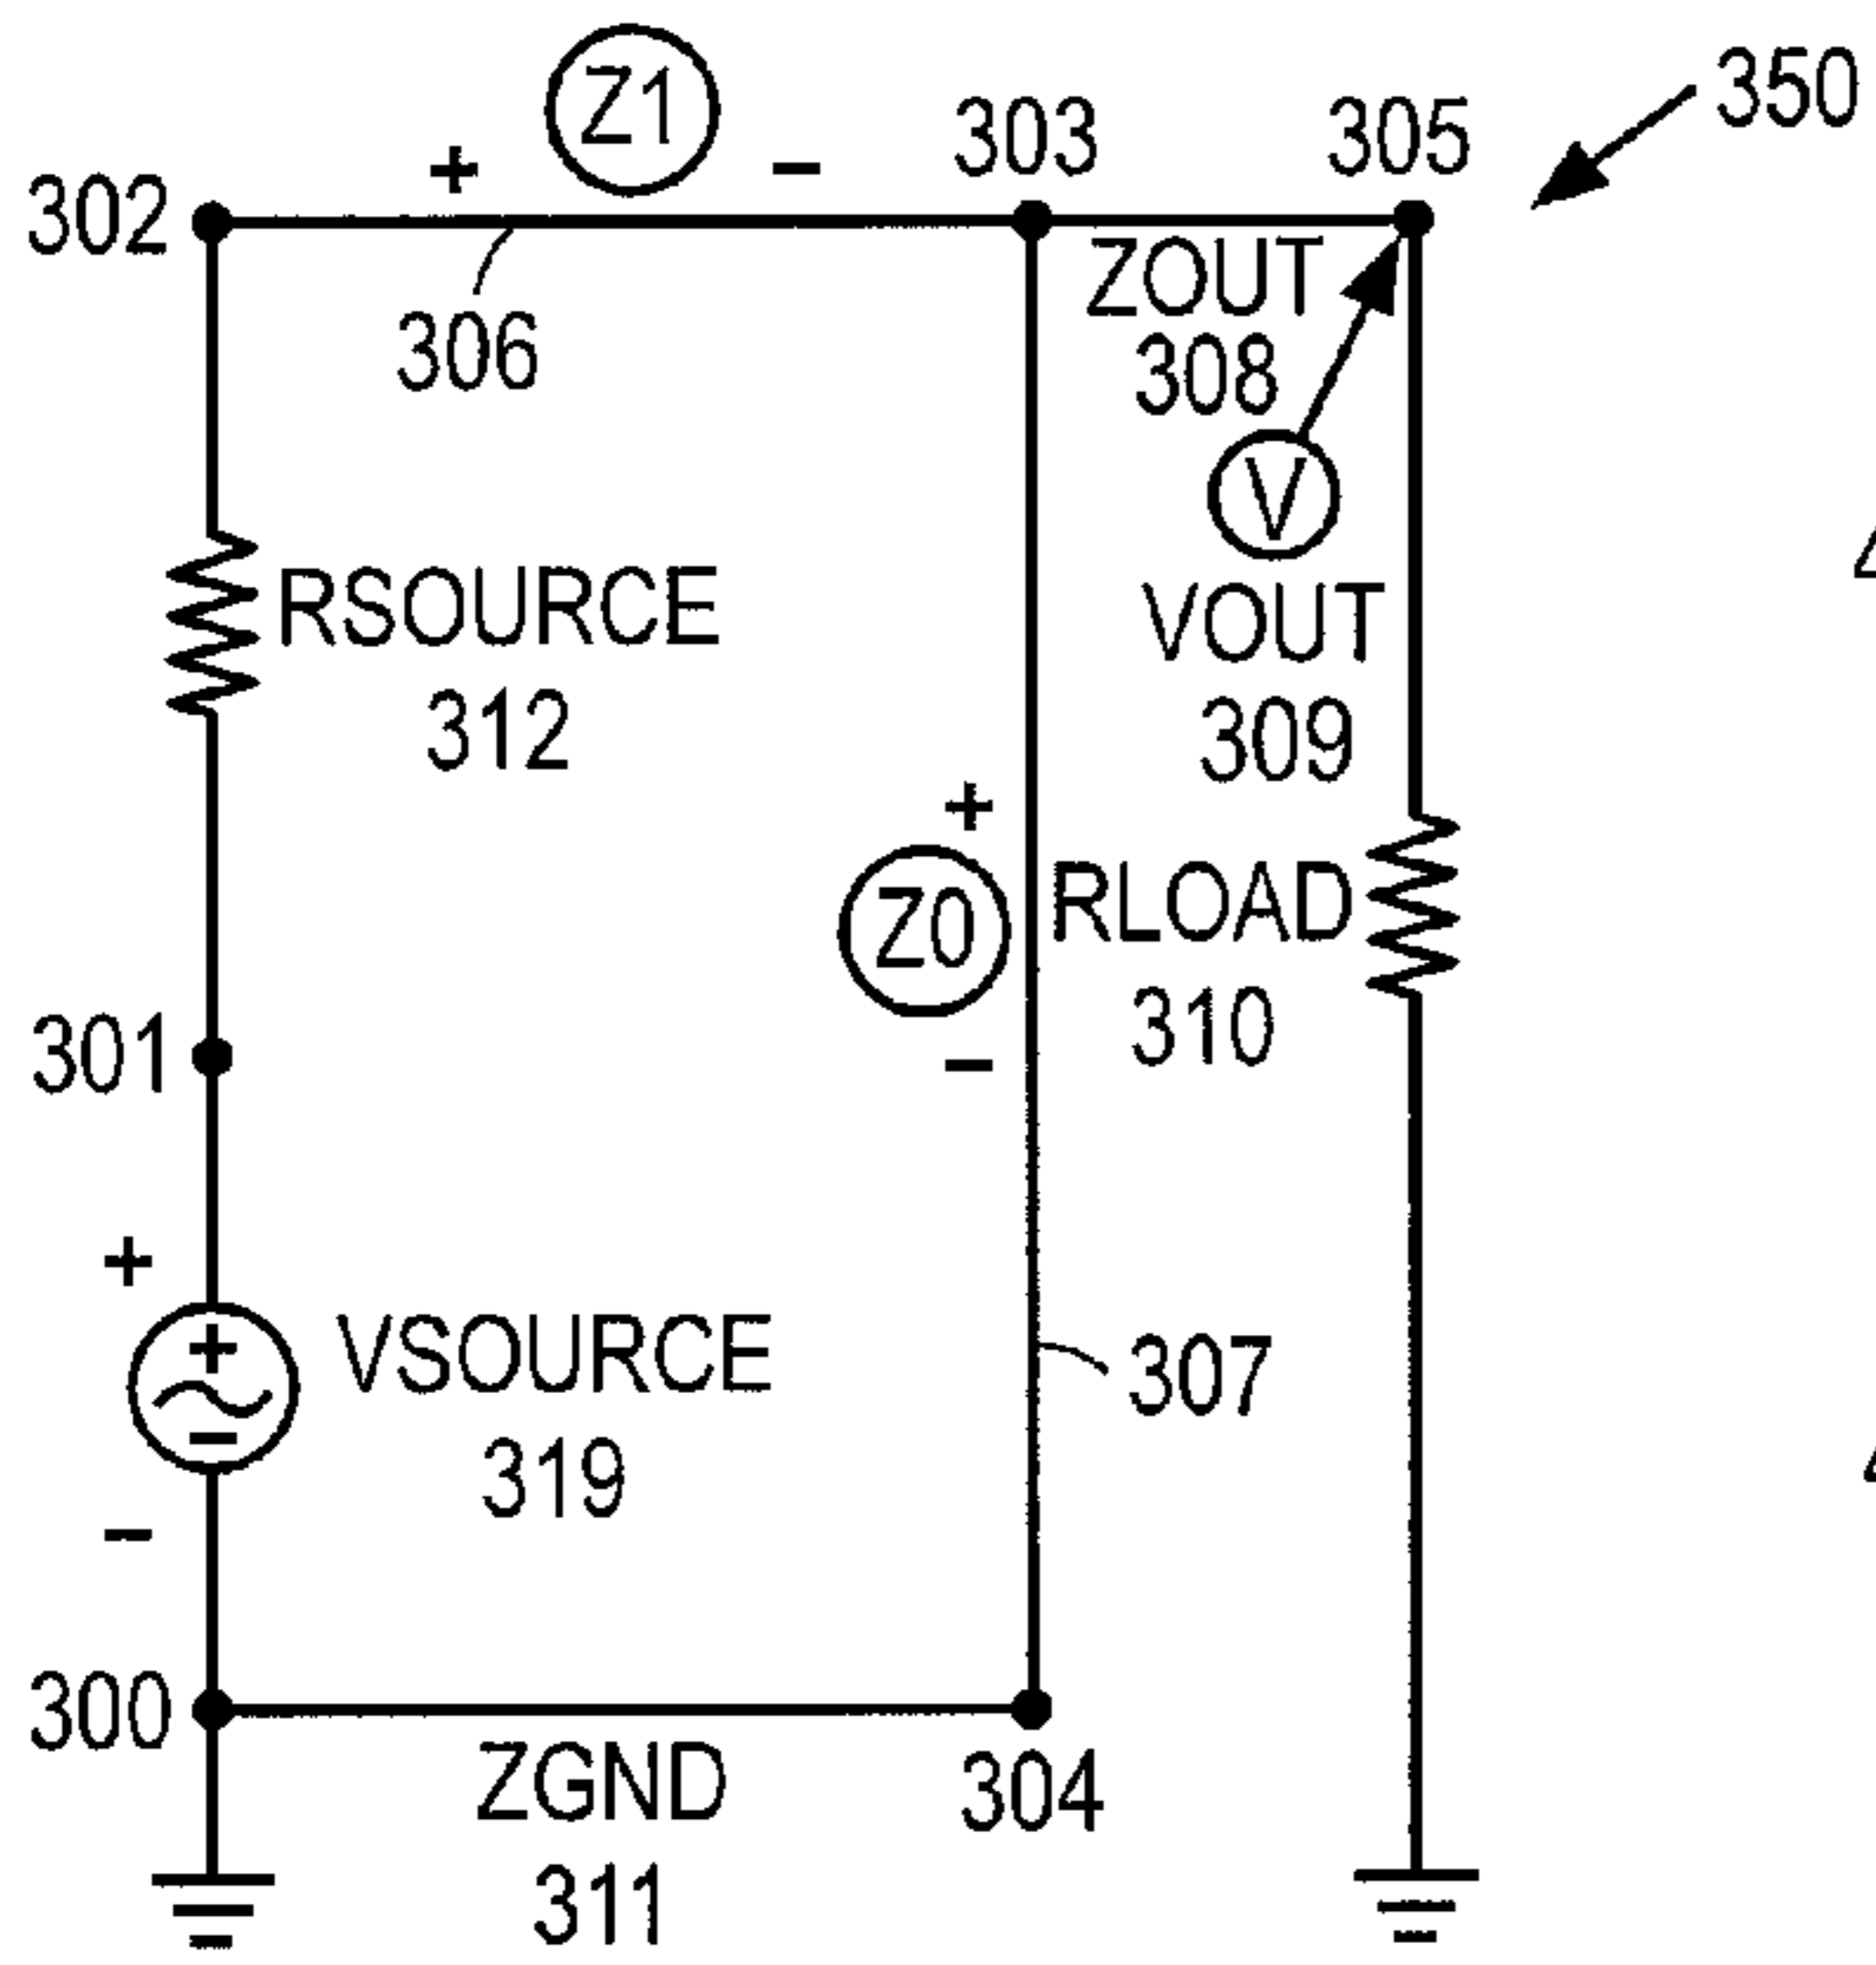 Z1
350
303
305
+
−
302
ZOUT
306
308
V
RSOURCE
VOUT
312
309
+
Z0
RLOAD
310
301
−
+
VSOURCE
+
−
307
319
−
300
ZGND
304
311